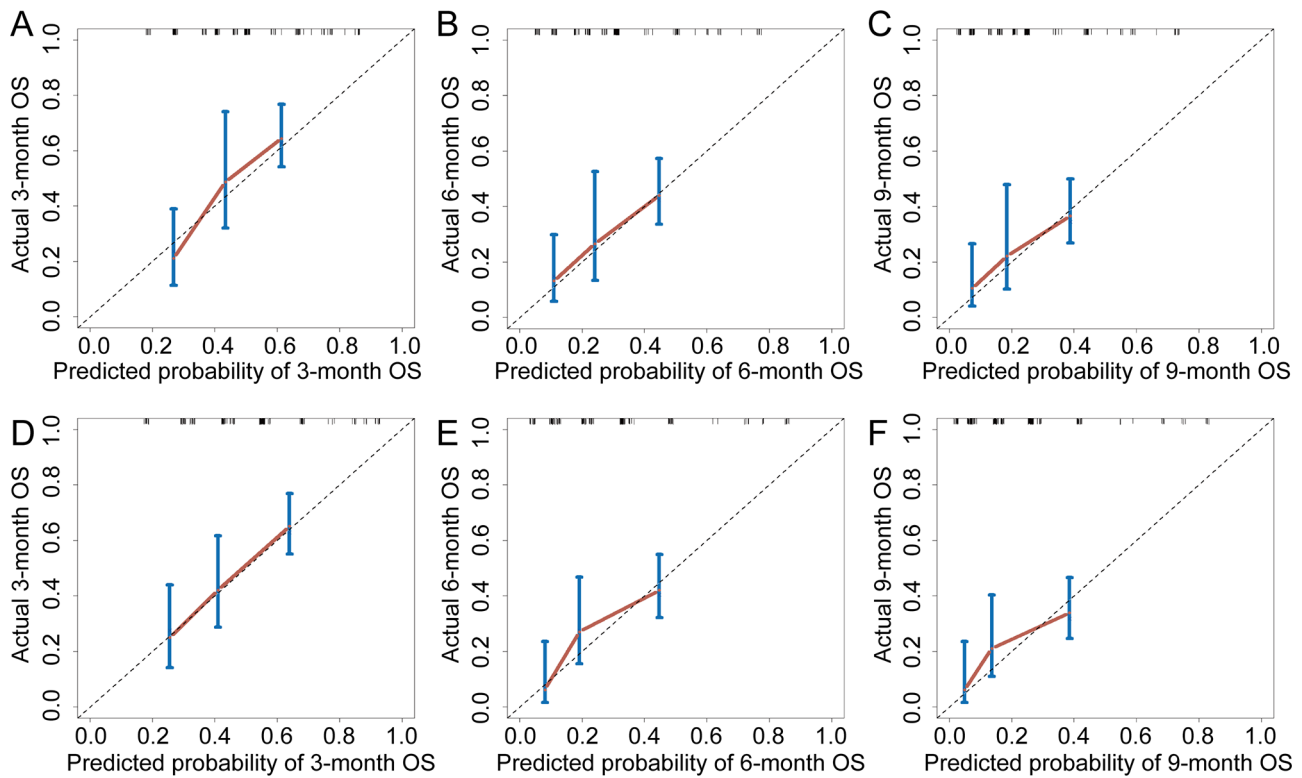 A
Actual 3-month OS
0.0 0.2 0.4 0.6 0.8 1.0
0.0 0.2 0.4 0.6 0.8 1.0
Predicted probability of 3-month OS
B
Actual 6-month OS
0.0 0.2 0.4 0.6 0.8 1.0
0.0 0.2 0.4 0.6 0.8 1.0
Predicted probability of 6-month OS
C
Actual 9-month OS
0.0 0.2 0.4 0.6 0.8 1.0
0.0 0.2 0.4 0.6 0.8 1.0
Predicted probability of 9-month OS
D
Actual 3-month OS
0.0 0.2 0.4 0.6 0.8 1.0
0.0 0.2 0.4 0.6 0.8 1.0
Predicted probability of 3-month OS
E
Actual 6-month OS
0.0 0.2 0.4 0.6 0.8 1.0
0.0 0.2 0.4 0.6 0.8 1.0
Predicted probability of 6-month OS
F
Actual 9-month OS
0.0 0.2 0.4 0.6 0.8 1.0
0.0 0.2 0.4 0.6 0.8 1.0
Predicted probability of 9-month OS